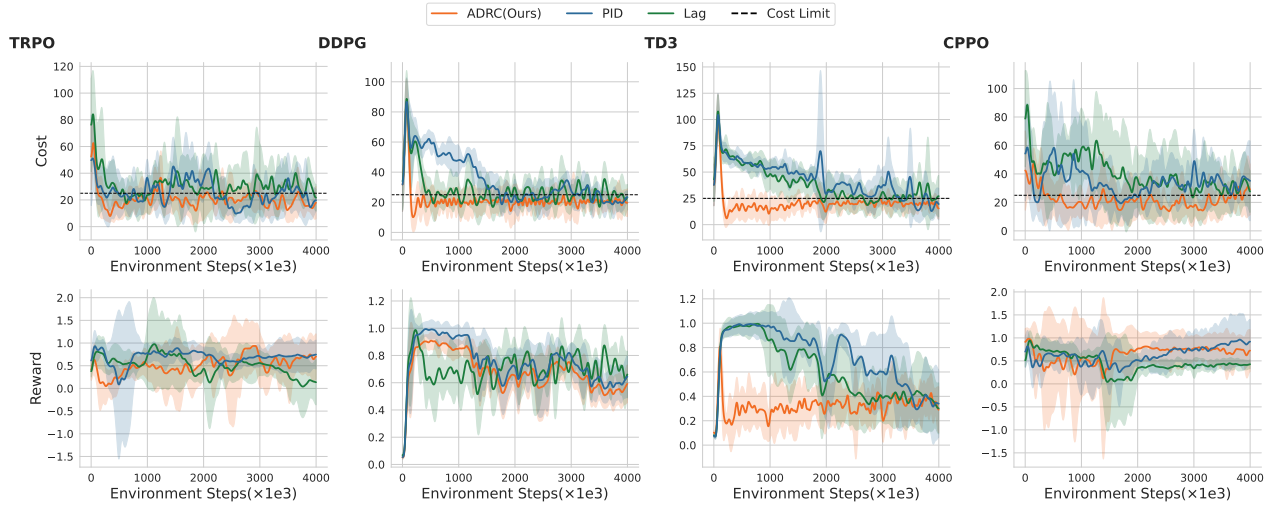 ADRC(Ours) PID Lag Cost Limit
TRPO DDPG TD3 CPPO
Cost
120
100
80
60
40
20
0
0 1000 2000 3000 4000
Environment Steps(×1e3)
100
80
60
40
20
0
0 1000 2000 3000 4000
Environment Steps(×1e3)
150
125
100
75
50
25
0
0 1000 2000 3000 4000
Environment Steps(×1e3)
100
80
60
40
20
0
0 1000 2000 3000 4000
Environment Steps(×1e3)
Reward
2.0
1.5
1.0
0.5
0.0
−0.5
−1.0
−1.5
0 1000 2000 3000 4000
Environment Steps(×1e3)
1.2
1.0
0.8
0.6
0.4
0.2
0.0
0 1000 2000 3000 4000
Environment Steps(×1e3)
1.2
1.0
0.8
0.6
0.4
0.2
0.0
0 1000 2000 3000 4000
Environment Steps(×1e3)
2.0
1.5
1.0
0.5
0.0
−0.5
−1.0
−1.5
0 1000 2000 3000 4000
Environment Steps(×1e3)